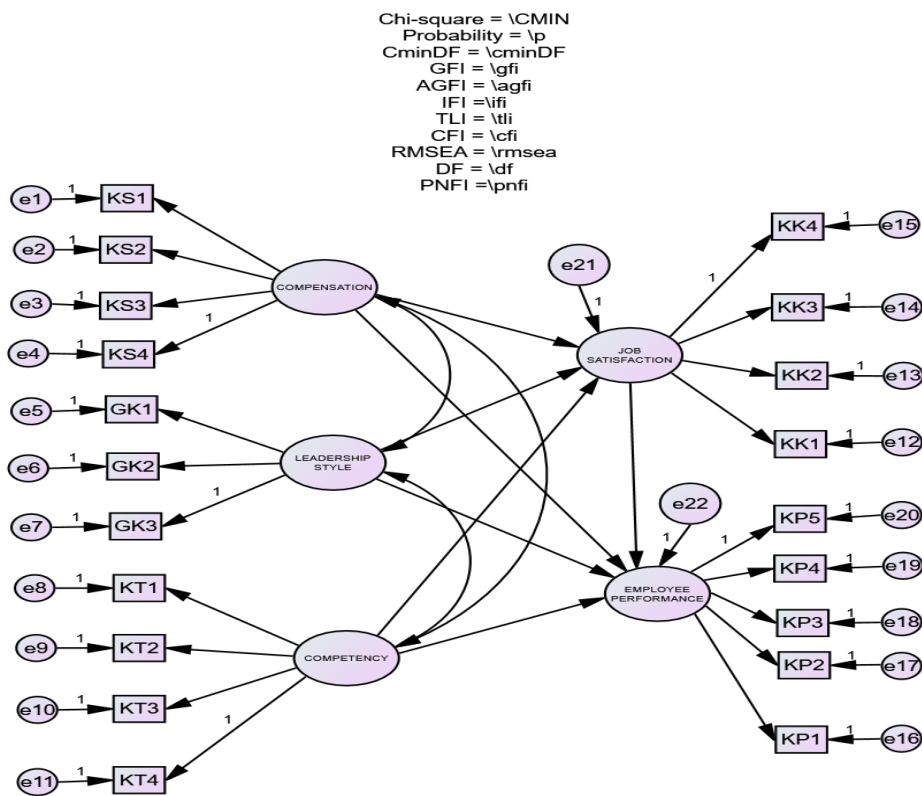 Chi-square = \CMIN
Probability = \p
CminDF = \cminDF
GFI = \gfi
AGFI = \agfi
IFI =\ifi
TLI = \tli
CFI = \cfi
RMSEA = \rmsea
DF = \df
PNFI =\pnfi
e1 1 KS1
e2 1 KS2
e3 1 KS3
e4 1 KS4
1
COMPENSATION
e5 1 GK1
e6 1 GK2
e7 1 GK3
1
LEADERSHIP
STYLE
e8 1 KT1
e9 1 KT2
e10 1 KT3
e11 1 KT4
1
COMPETENCY
e21
1
JOB
SATISFACTION
1
KK4 1 e15
KK3 1 e14
KK2 1 e13
KK1 1 e12
e22
1
EMPLOYEE
PERFORMANCE
1
KP5 1 e20
KP4 1 e19
KP3 1 e18
KP2 1 e17
KP1 1 e16